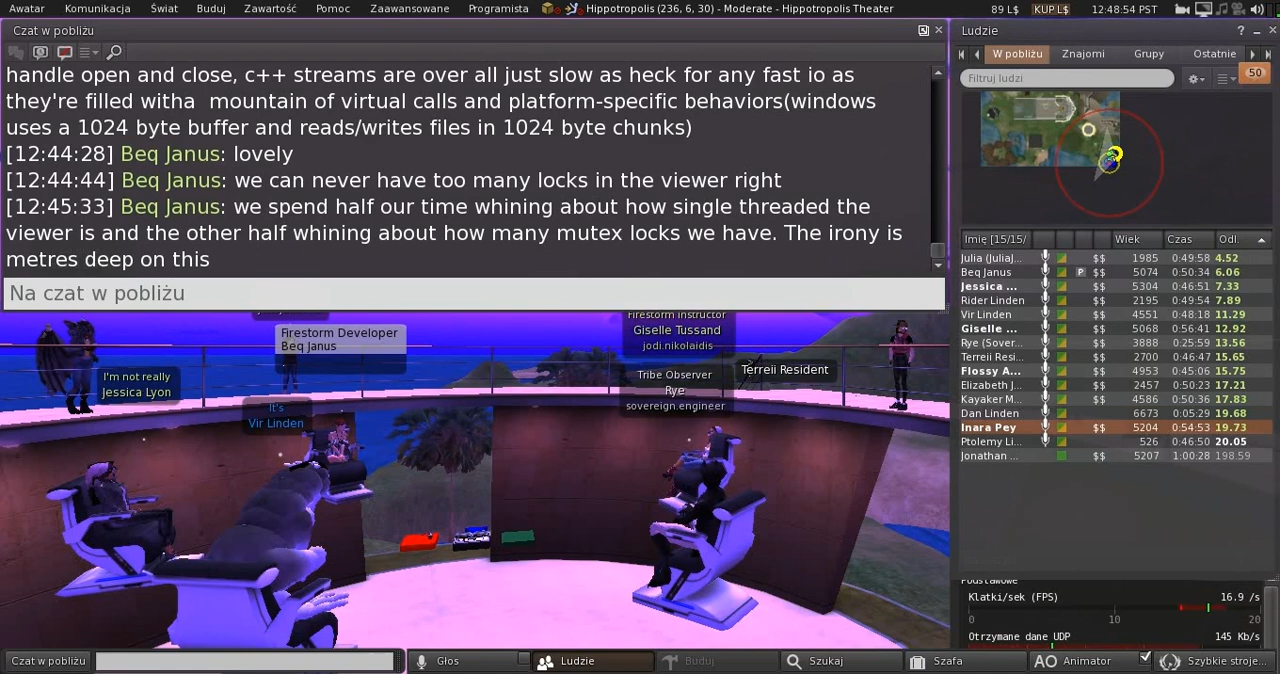 Awatar Komunikacja Świat Buduj Zawartość Pomoc Zaawansowane Programista Hippotropolis (236, 6, 30) - Moderate - Hippotropolis Theater 89 L$ KUP L$ 12:48:54 PST
Czat w pobliżu
handle open and close, c++ streams are over all just slow as heck for any fast io as
they're filled witha mountain of virtual calls and platform-specific behaviors(windows
uses a 1024 byte buffer and reads/writes files in 1024 byte chunks)
[12:44:28] Beq Janus: lovely
[12:44:44] Beq Janus: we can never have too many locks in the viewer right
[12:45:33] Beq Janus: we spend half our time whining about how single threaded the
viewer is and the other half whining about how many mutex locks we have. The irony is
metres deep on this
Na czat w pobliżu
Firestorm Developer
Beq Janus
Firestorm Instructor
Giselle Tussand
jodi.nikolaidis
I'm not really
Jessica Lyon
Tribe Observer
Rye
sovereign.engineer
Terreii Resident
It's
Vir Linden
Ludzie
W pobliżu Znajomi Grupy Ostatnie
Filtruj ludzi
50
Imię [15/15/ Wiek Czas Odl.
Julia (JuliaJ... $$ 1985 0:49:58 4.52
Beq Janus P $$ 5074 0:50:34 6.06
Jessica ... $$ 5304 0:46:51 7.33
Rider Linden $$ 2195 0:49:54 7.89
Vir Linden $$ 4551 0:48:18 11.29
Giselle ... $$ 5068 0:56:41 12.92
Rye (Sover... $$ 3888 0:25:59 13.56
Terreii Resi... $$ 2700 0:46:47 15.65
Flossy A... $$ 4953 0:45:06 15.75
Elizabeth J... $$ 2457 0:50:23 17.21
Kayaker M... $$ 4586 0:50:36 17.83
Dan Linden 6673 0:05:29 19.68
Inara Pey $$ 5204 0:54:53 19.73
Ptolemy Li... 526 0:46:50 20.05
Jonathan ... $$ 5207 1:00:28 198.59
Podstawowe
Klatki/sek (FPS) 16.9 /s
0 10 20
Otrzymane dane UDP 145 Kb/s
Czat w pobliżu Głos Ludzie Buduj Szukaj Szafa AO Animator Szybkie stroje...